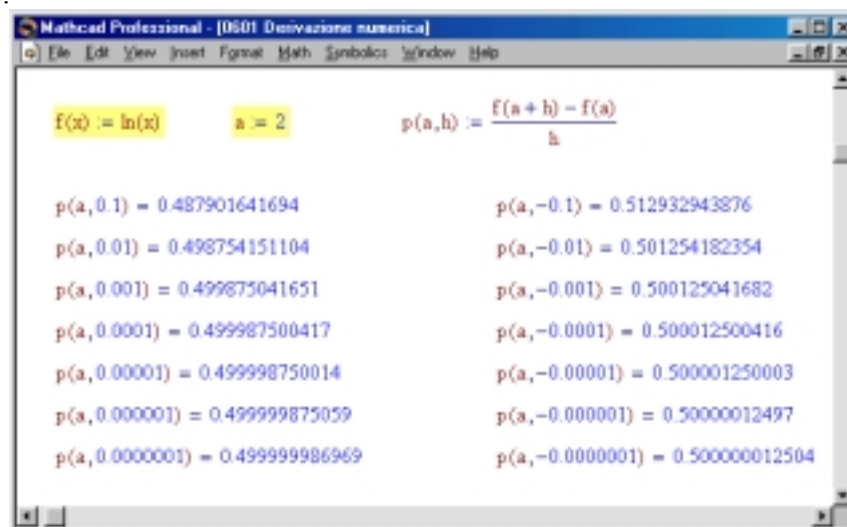 Mathcad Professional - [0601 Derivazione numerica]
File Edit View Insert Format Math Symbolics Window Help
f(x) := ln(x) a := 2 p(a,h) := (f(a + h) − f(a)) / h
p(a,0.1) = 0.487901641694 p(a,−0.1) = 0.512932943876
p(a,0.01) = 0.498754151104 p(a,−0.01) = 0.501254182354
p(a,0.001) = 0.499875041651 p(a,−0.001) = 0.500125041682
p(a,0.0001) = 0.499987500417 p(a,−0.0001) = 0.500012500416
p(a,0.00001) = 0.499998750014 p(a,−0.00001) = 0.500001250003
p(a,0.000001) = 0.499999875059 p(a,−0.000001) = 0.50000012497
p(a,0.0000001) = 0.499999986969 p(a,−0.0000001) = 0.500000012504